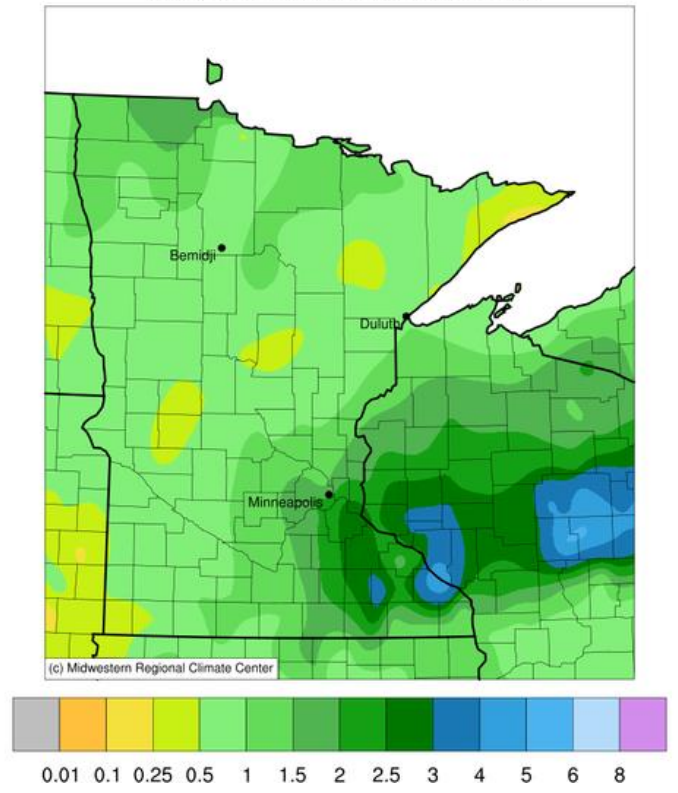 Bemidji
Duluth
Minneapolis
(c) Midwestern Regional Climate Center
0.01 0.1 0.25 0.5 1 1.5 2 2.5 3 4 5 6 8